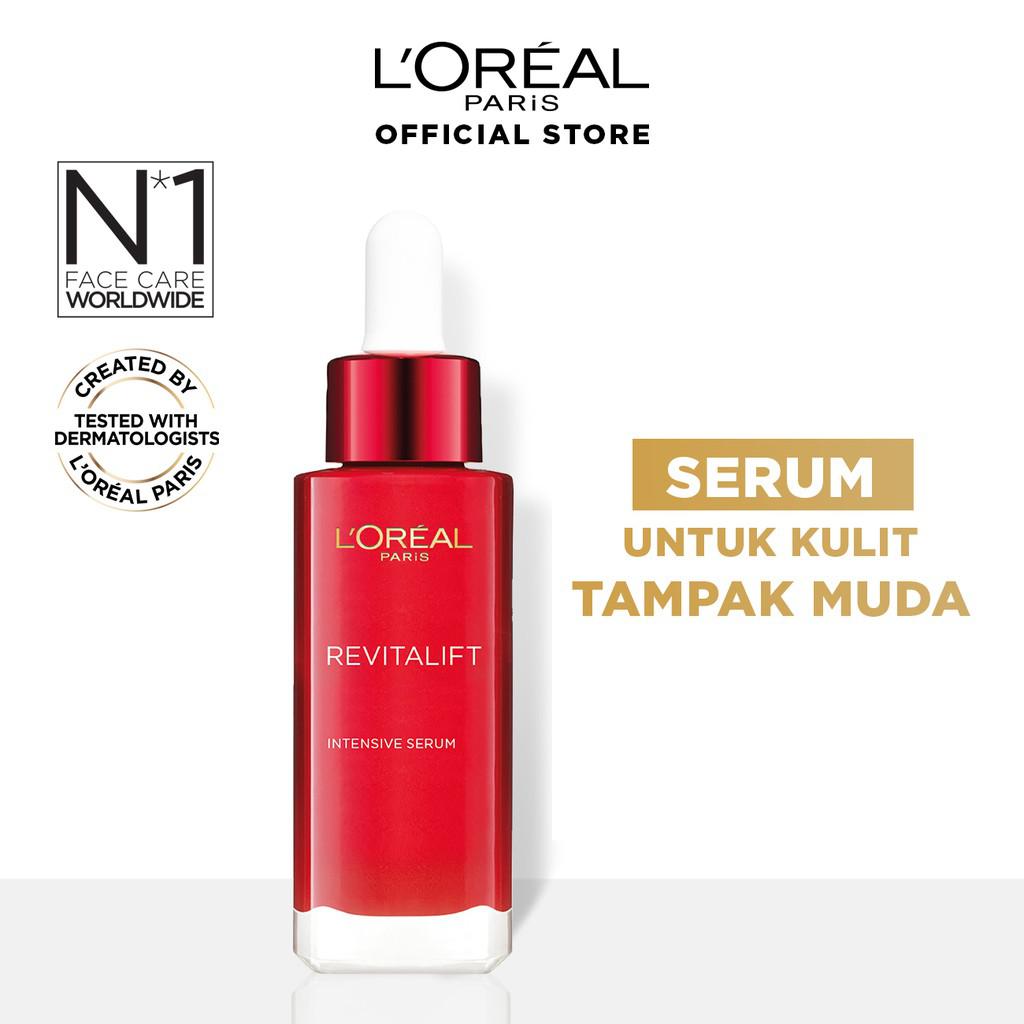 L'ORÉAL
PARiS
OFFICIAL STORE
N*1
FACE CARE
WORLDWIDE
CREATED BY
TESTED WITH
DERMATOLOGISTS
L'ORÉAL PARIS
L'ORÉAL
PARiS
REVITALIFT
INTENSIVE SERUM
SERUM
UNTUK KULIT
TAMPAK MUDA